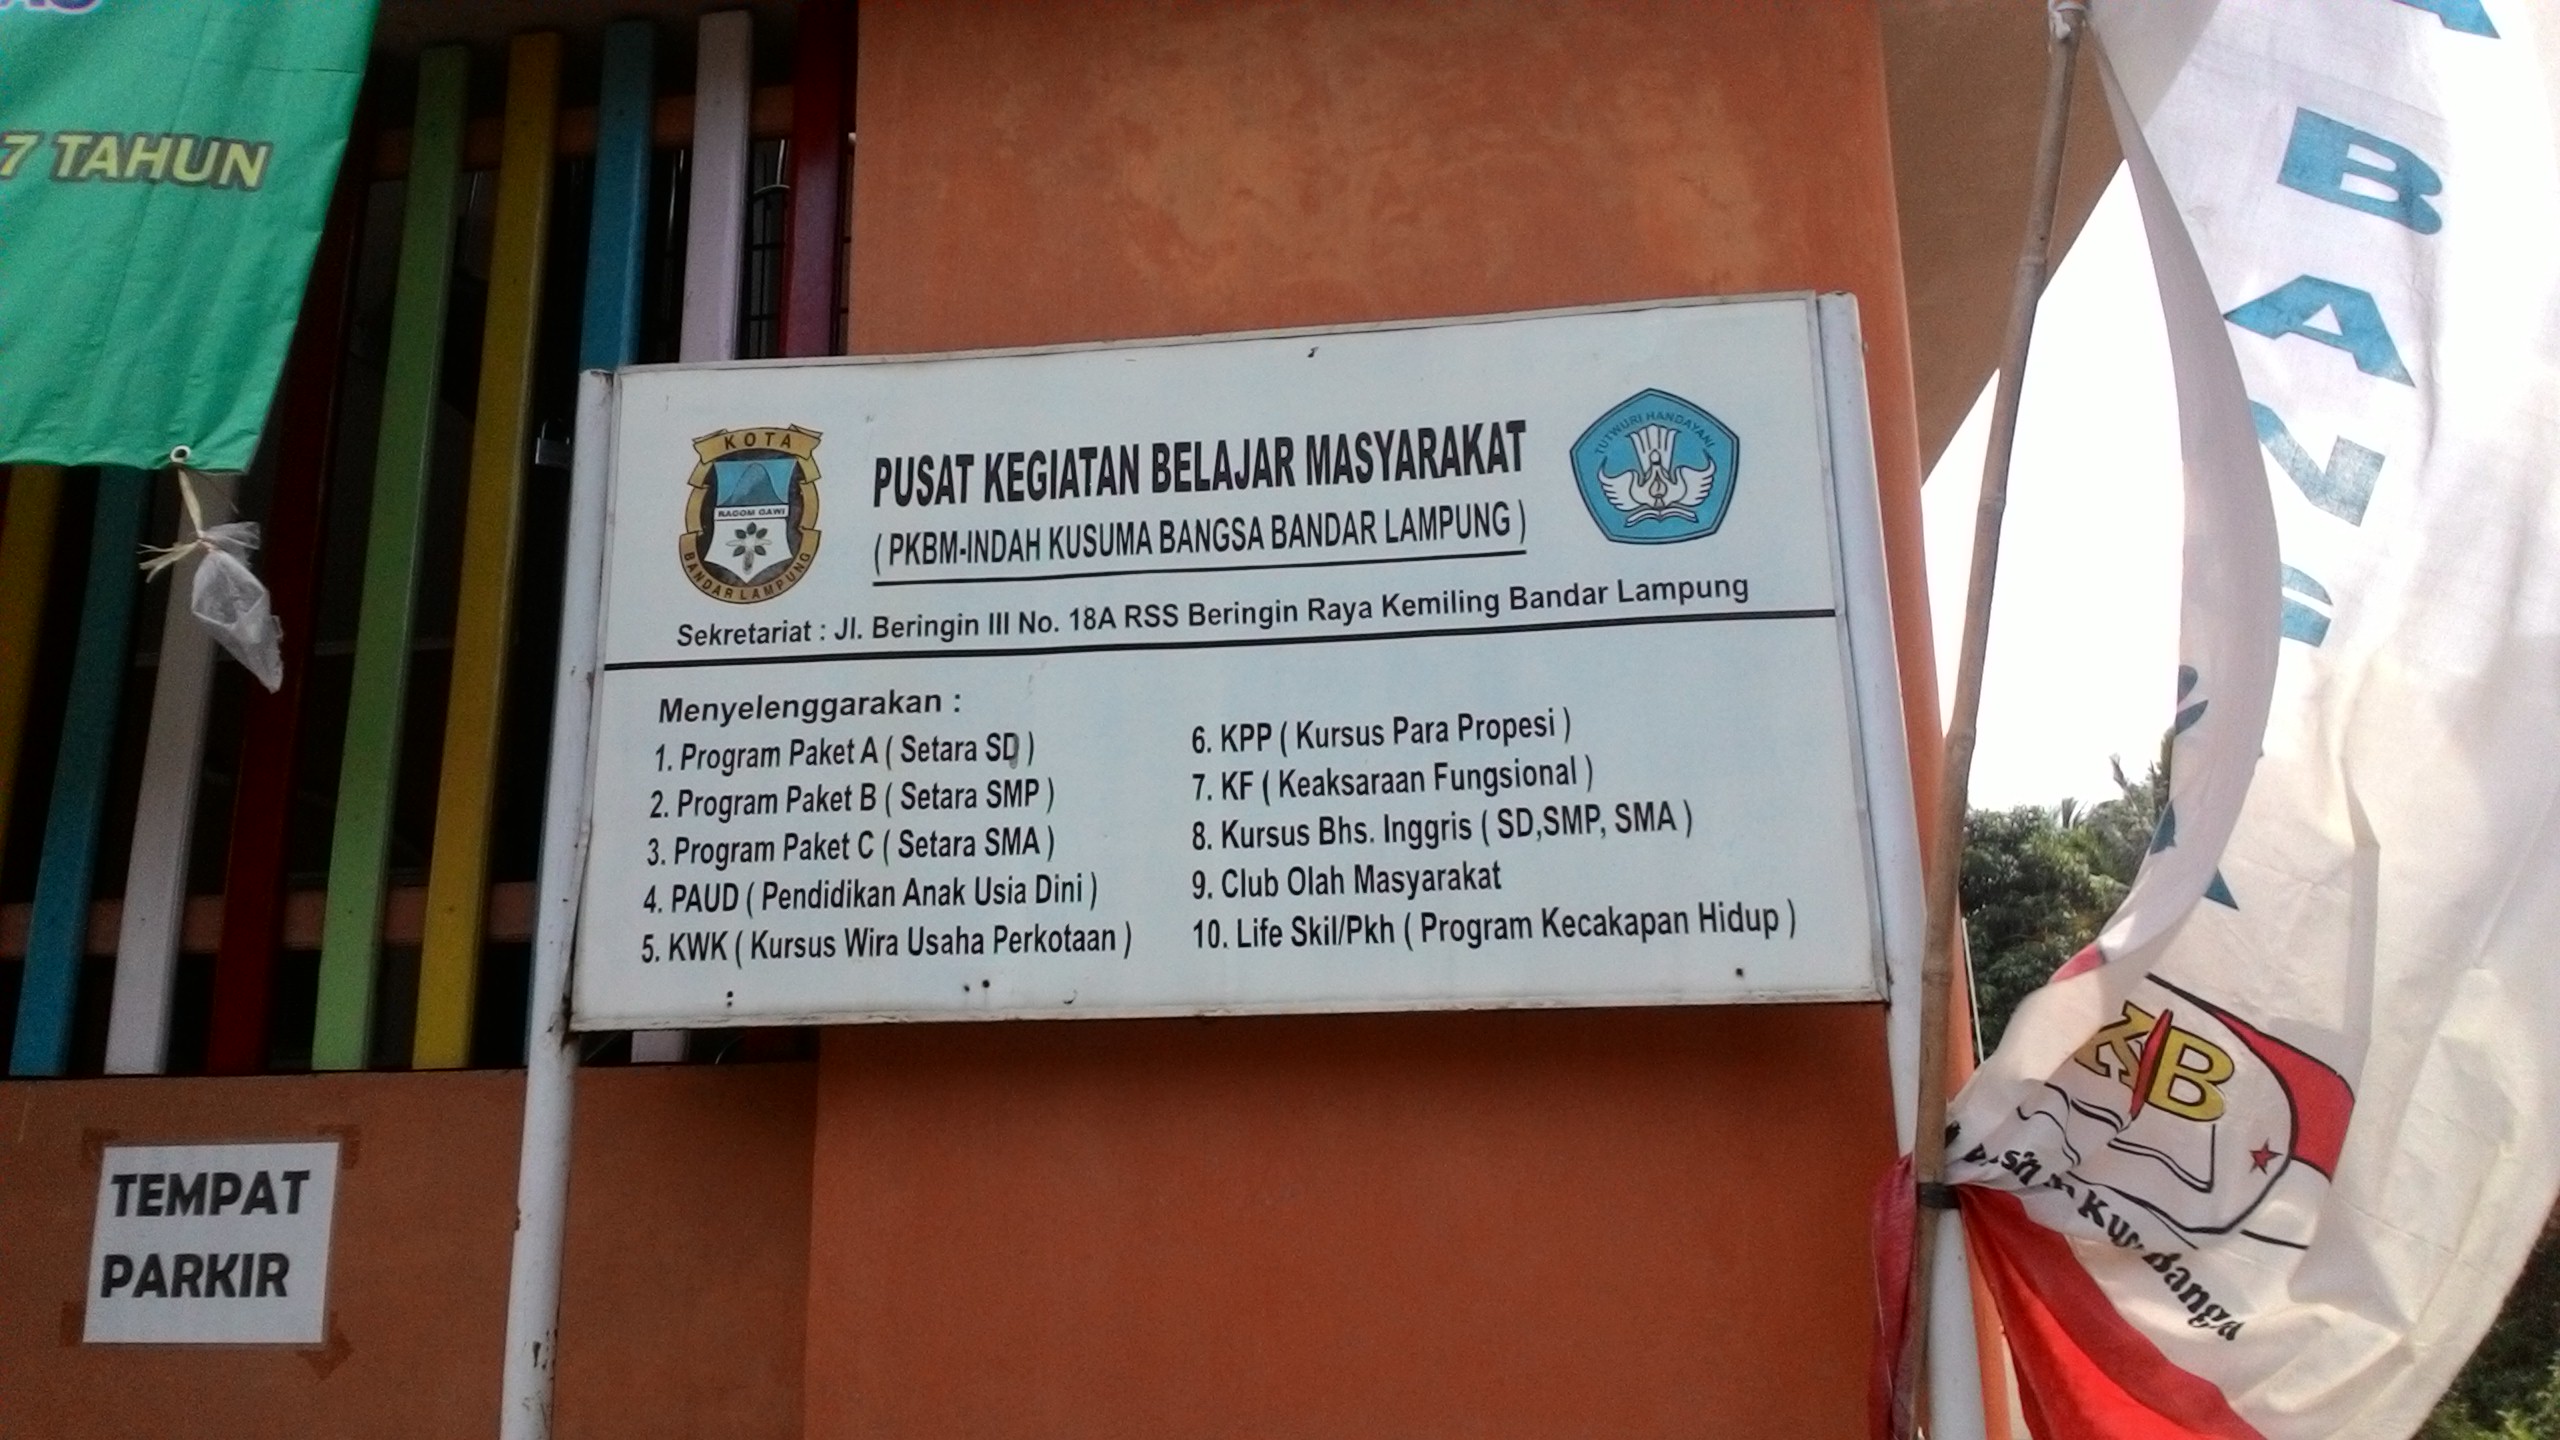 7 TAHUN
KOTA
RAGOM GAWI
BANDAR LAMPUNG
PUSAT KEGIATAN BELAJAR MASYARAKAT
( PKBM-INDAH KUSUMA BANGSA BANDAR LAMPUNG )
TUTWURI HANDAYANI
Sekretariat : Jl. Beringin III No. 18A RSS Beringin Raya Kemiling Bandar Lampung
Menyelenggarakan :
1. Program Paket A ( Setara SD )
2. Program Paket B ( Setara SMP )
3. Program Paket C ( Setara SMA )
4. PAUD ( Pendidikan Anak Usia Dini )
5. KWK ( Kursus Wira Usaha Perkotaan )
6. KPP ( Kursus Para Propesi )
7. KF ( Keaksaraan Fungsional )
8. Kursus Bhs. Inggris ( SD,SMP, SMA )
9. Club Olah Masyarakat
10. Life Skil/Pkh ( Program Kecakapan Hidup )
TEMPAT
PARKIR
B
A
N
G
KB